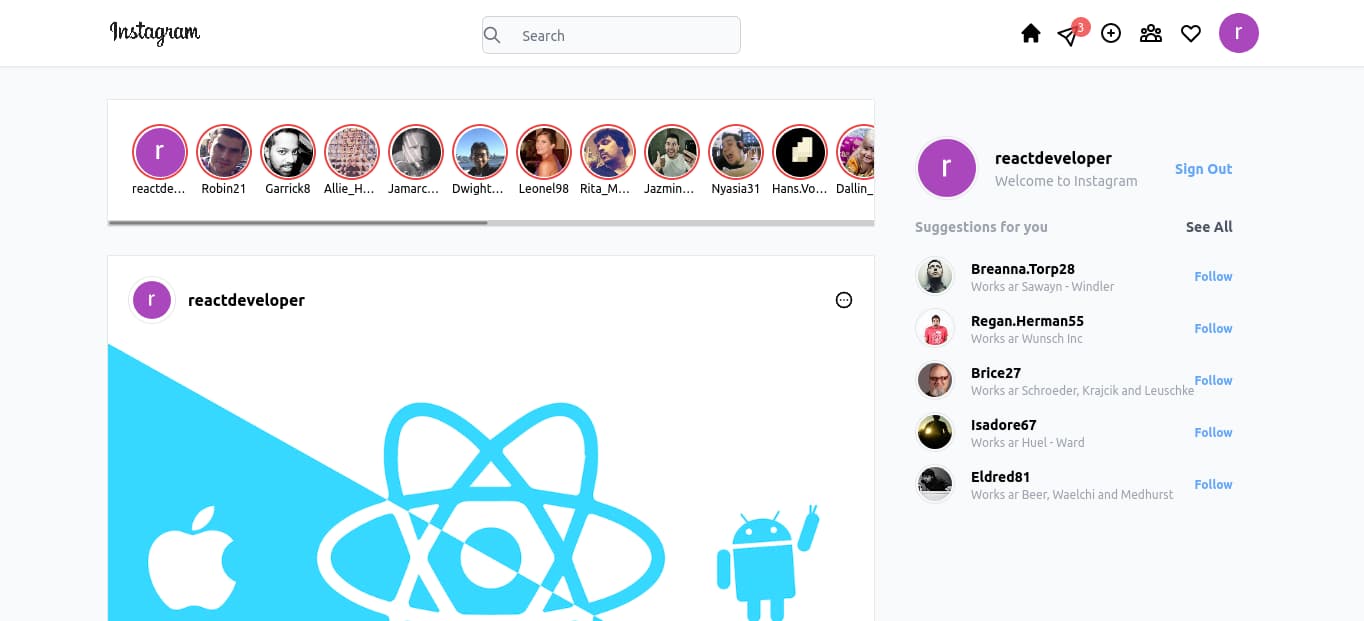 Instagram
Search
3
r
r
reactde...
Robin21
Garrick8
Allie_H...
Jamarc...
Dwight...
Leonel98
Rita_M...
Jazmin...
Nyasia31
Hans.Vo...
Dallin_
r
reactdeveloper
r
reactdeveloper
Welcome to Instagram
Sign Out
Suggestions for you
See All
Breanna.Torp28
Works ar Sawayn - Windler
Follow
Regan.Herman55
Works ar Wunsch Inc
Follow
Brice27
Works ar Schroeder, Krajcik and Leuschke
Follow
Isadore67
Works ar Huel - Ward
Follow
Eldred81
Works ar Beer, Waelchi and Medhurst
Follow